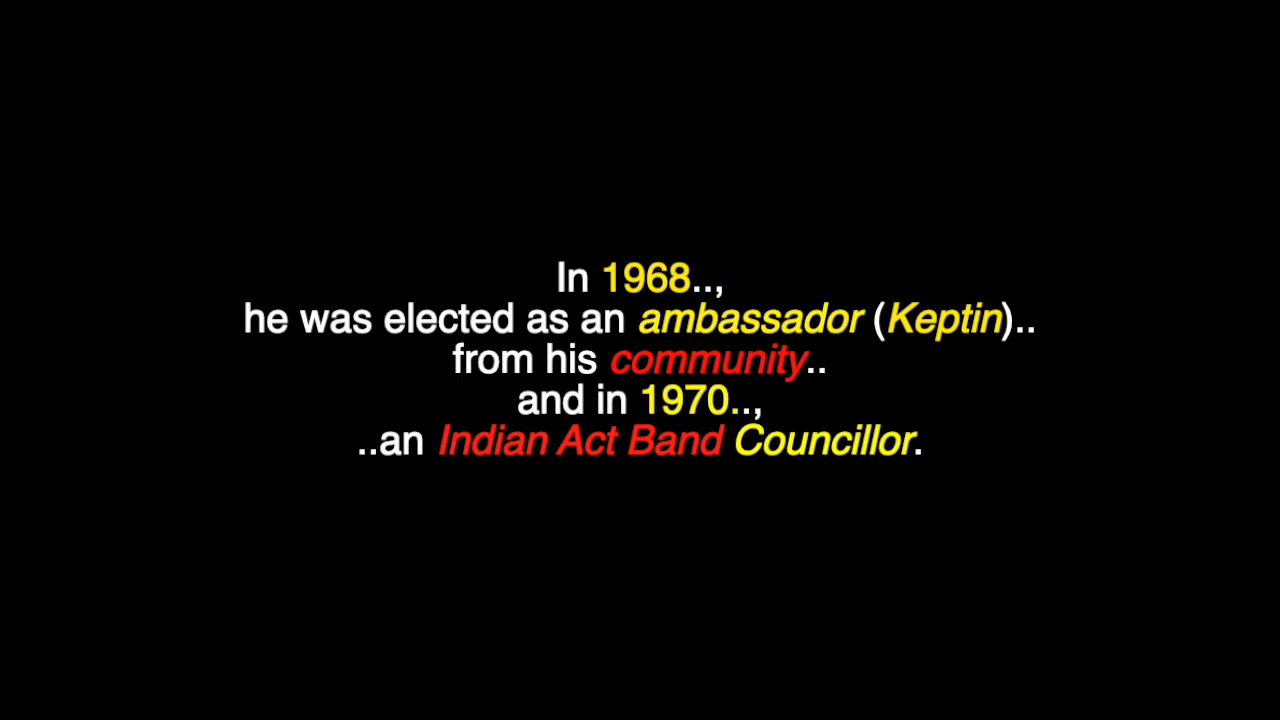 In 1968..,
he was elected as an ambassador (Keptin)..
from his community..
and in 1970..,
..an Indian Act Band Councillor.